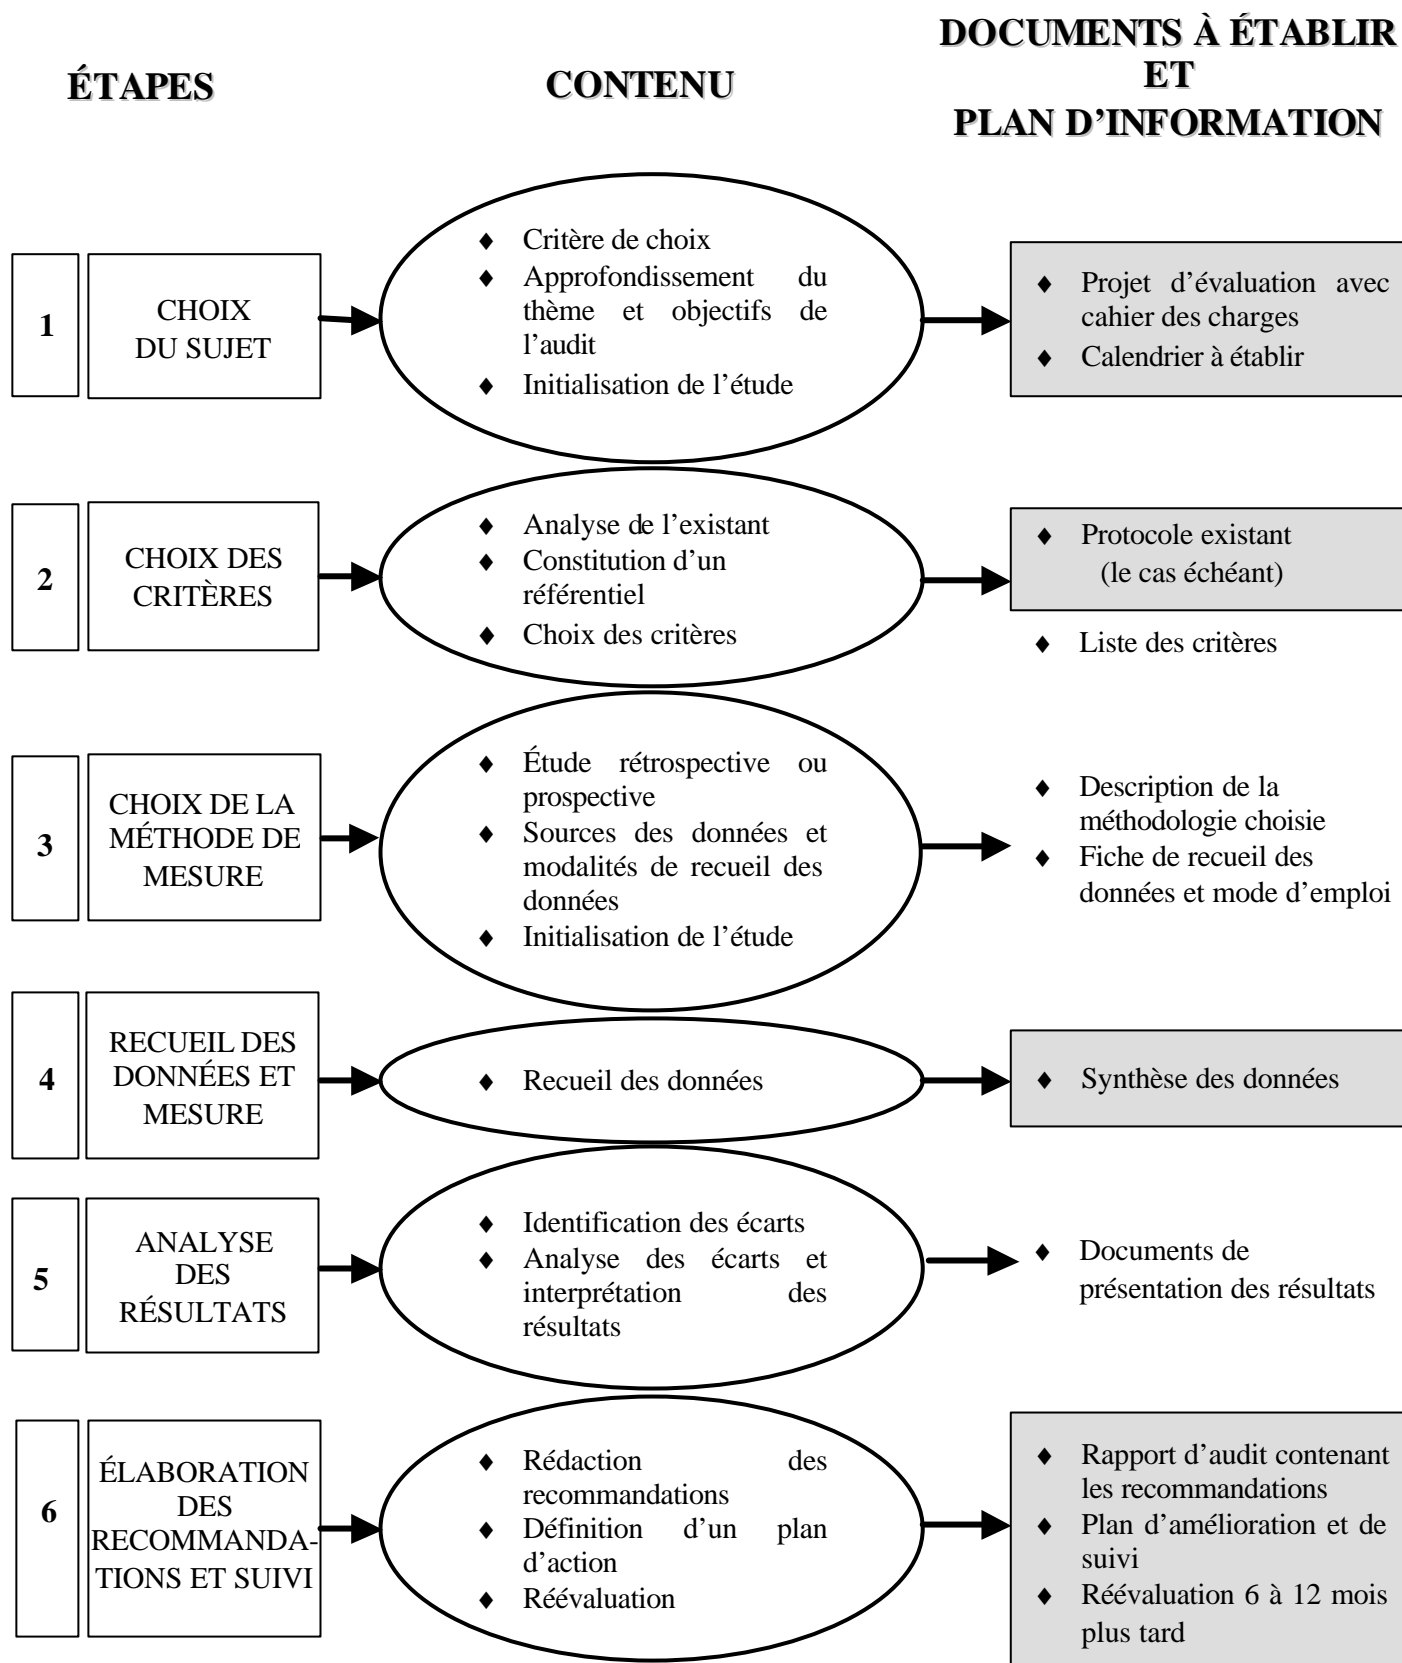 ÉTAPES
CONTENU
DOCUMENTS À ÉTABLIR
ET
PLAN D’INFORMATION
1
CHOIX
DU SUJET
♦ Critère de choix
♦ Approfondissement du
thème et objectifs de
l’audit
♦ Initialisation de l’étude
♦ Projet d’évaluation avec
cahier des charges
♦ Calendrier à établir
2
CHOIX DES
CRITÈRES
♦ Analyse de l’existant
♦ Constitution d’un
référentiel
♦ Choix des critères
♦ Protocole existant
(le cas échéant)
♦ Liste des critères
3
CHOIX DE LA
MÉTHODE DE
MESURE
♦ Étude rétrospective ou
prospective
♦ Sources des données et
modalités de recueil des
données
♦ Initialisation de l’étude
♦ Description de la
méthodologie choisie
♦ Fiche de recueil des
données et mode d’emploi
4
RECUEIL DES
DONNÉES ET
MESURE
♦ Recueil des données
♦ Synthèse des données
5
ANALYSE
DES
RÉSULTATS
♦ Identification des écarts
♦ Analyse des écarts et
interprétation des
résultats
♦ Documents de
présentation des résultats
6
ÉLABORATION
DES
RECOMMANDA-
TIONS ET SUIVI
♦ Rédaction des
recommandations
♦ Définition d’un plan
d’action
♦ Réévaluation
♦ Rapport d’audit contenant
les recommandations
♦ Plan d’amélioration et de
suivi
♦ Réévaluation 6 à 12 mois
plus tard